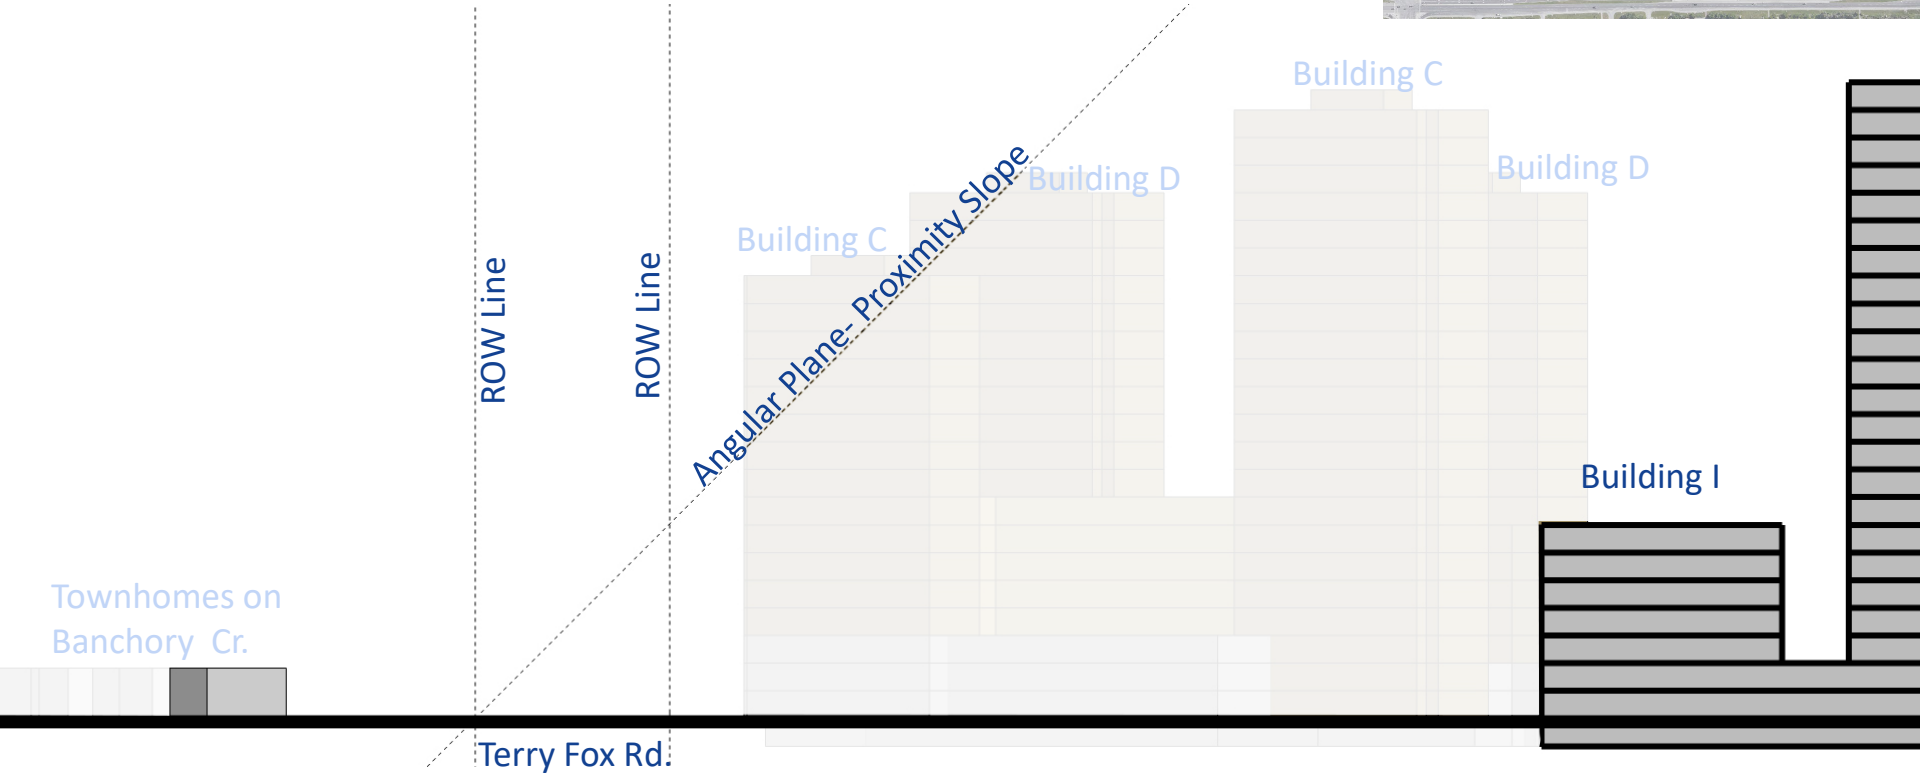 Building C
Building D
Building D
Building C
ROW Line
ROW Line
Angular Plane- Proximity Slope
Building I
Townhomes on
Banchory Cr.
Terry Fox Rd.